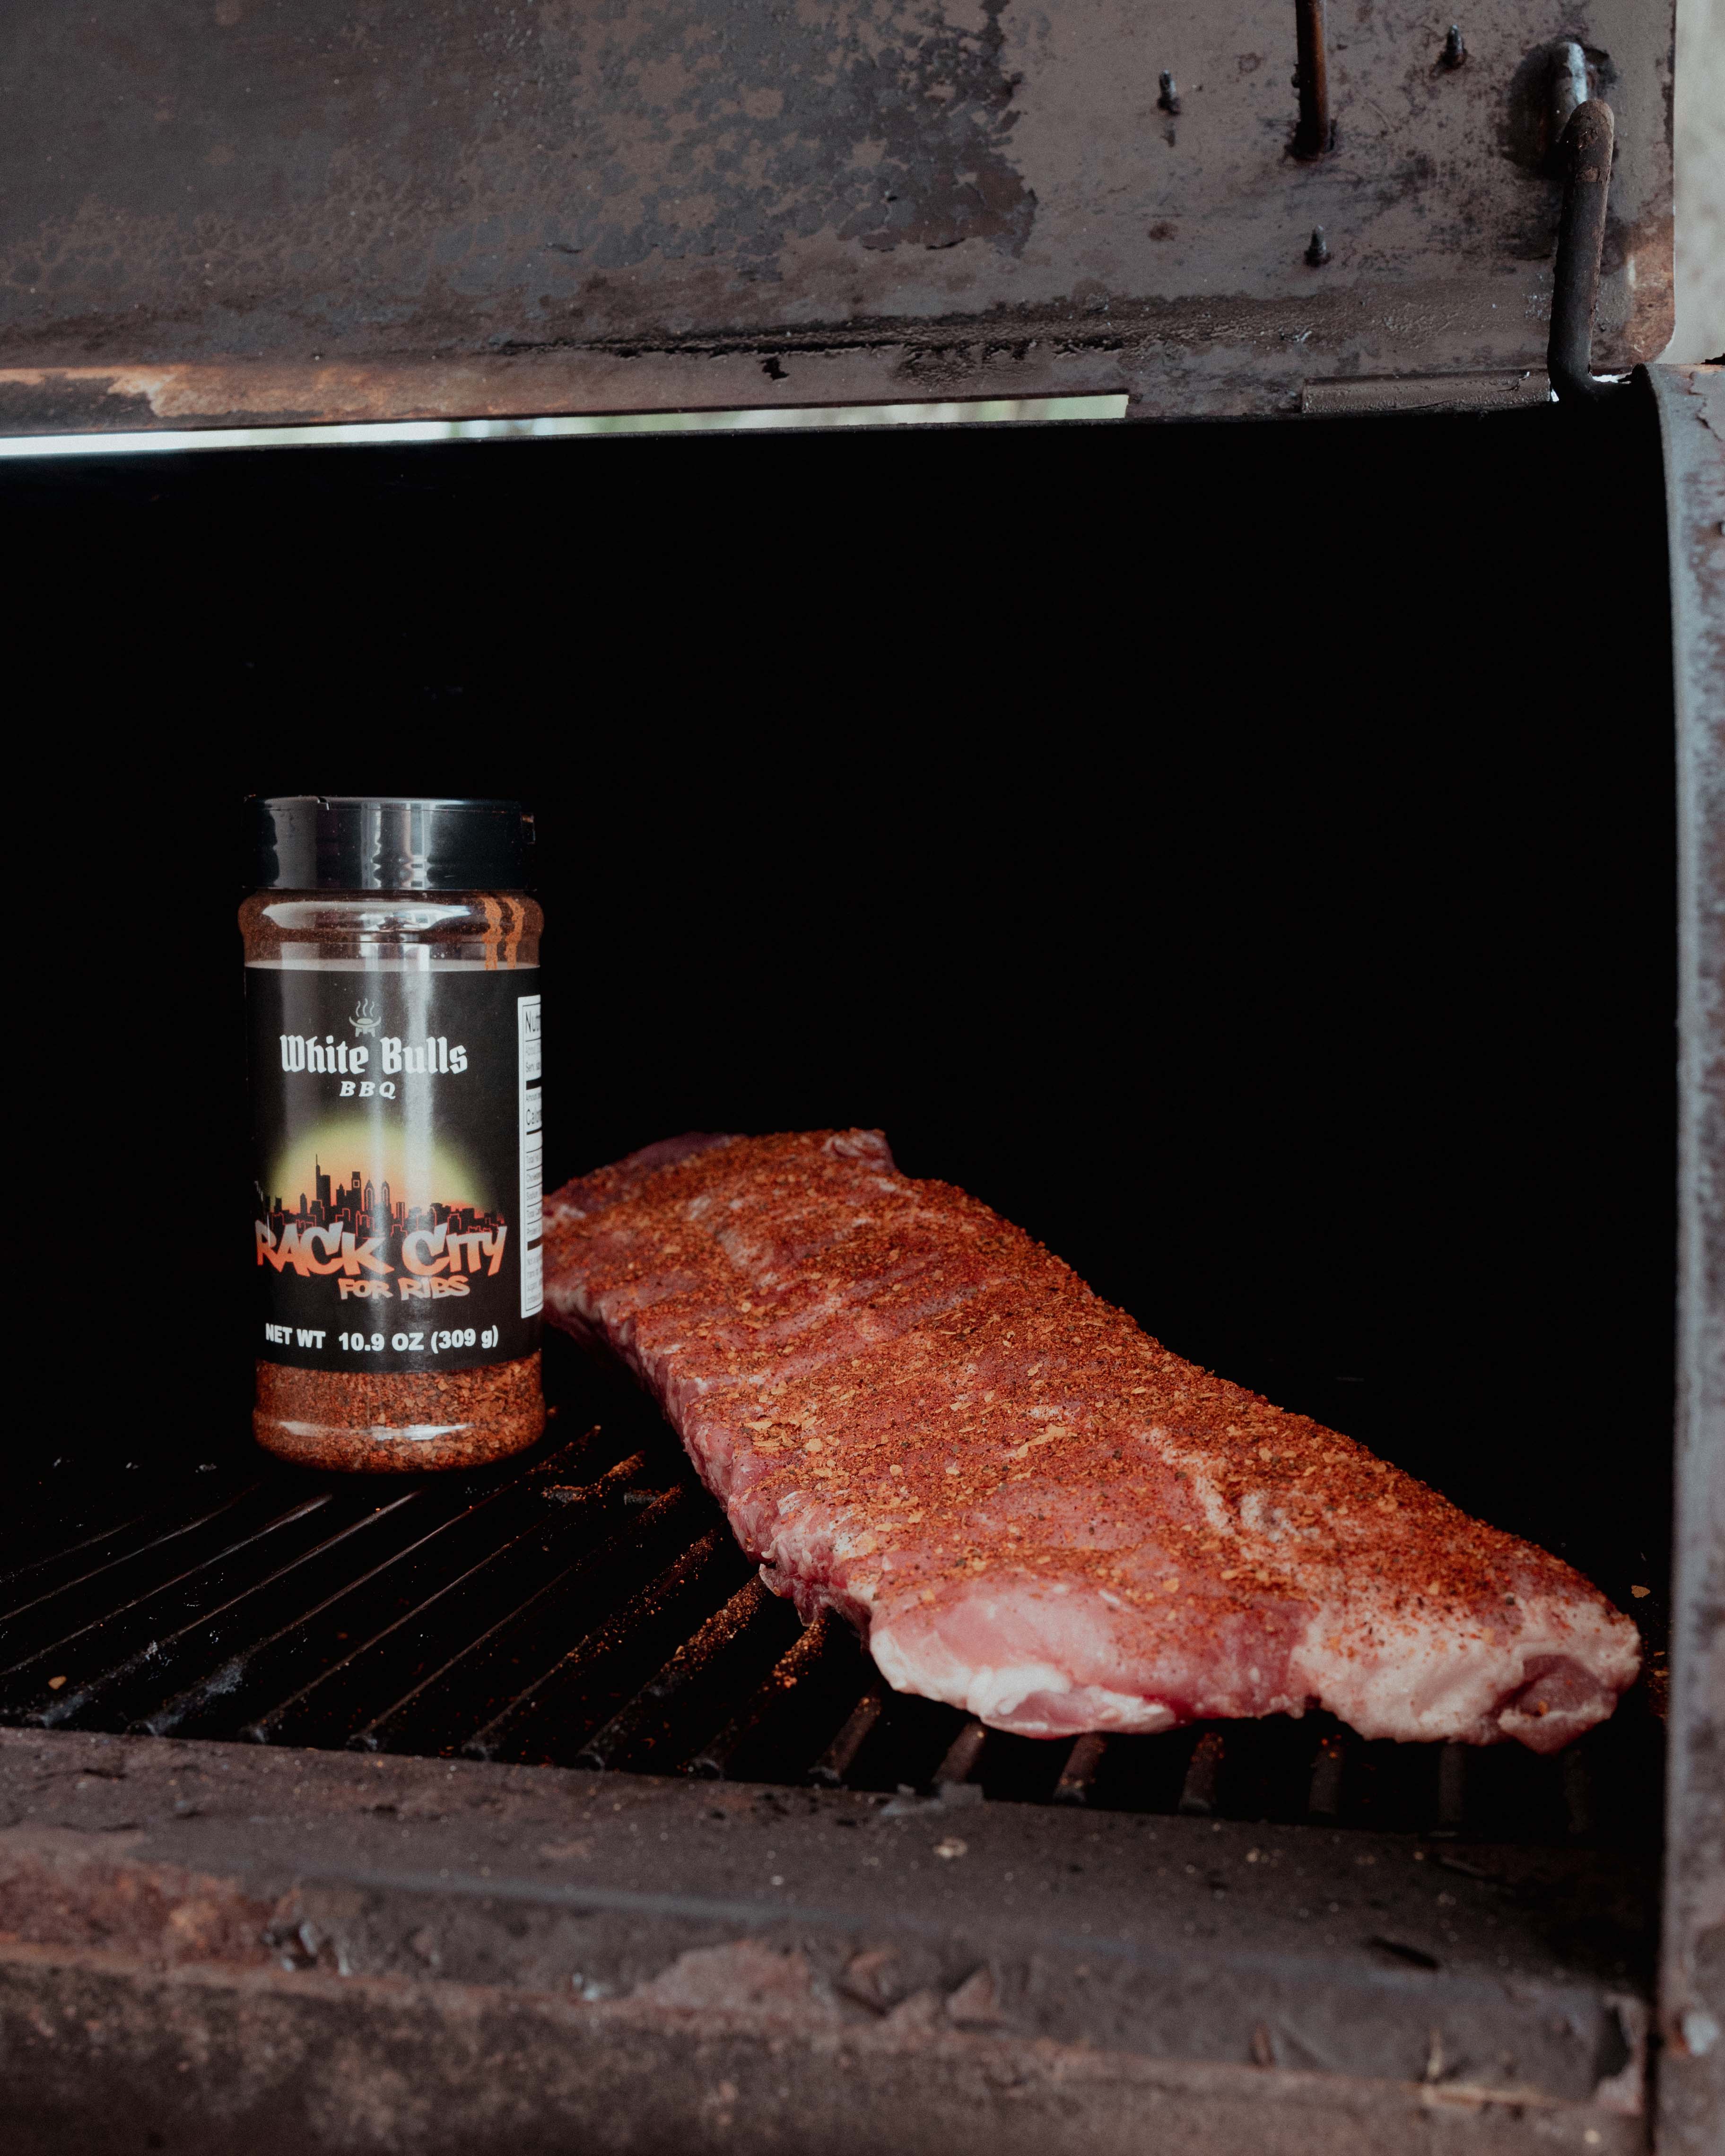 White Bulls
BBQ
RACK CITY
FOR RIBS
NET WT 10.9 OZ (309 g)